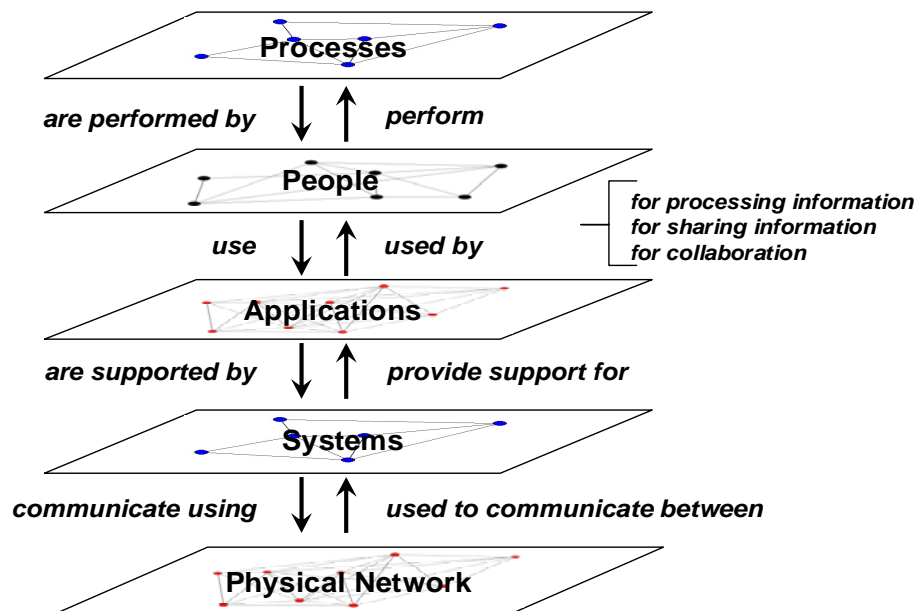 Processes
are performed by
perform
People
for processing information
for sharing information
for collaboration
use
used by
Applications
are supported by
provide support for
Systems
communicate using
used to communicate between
Physical Network